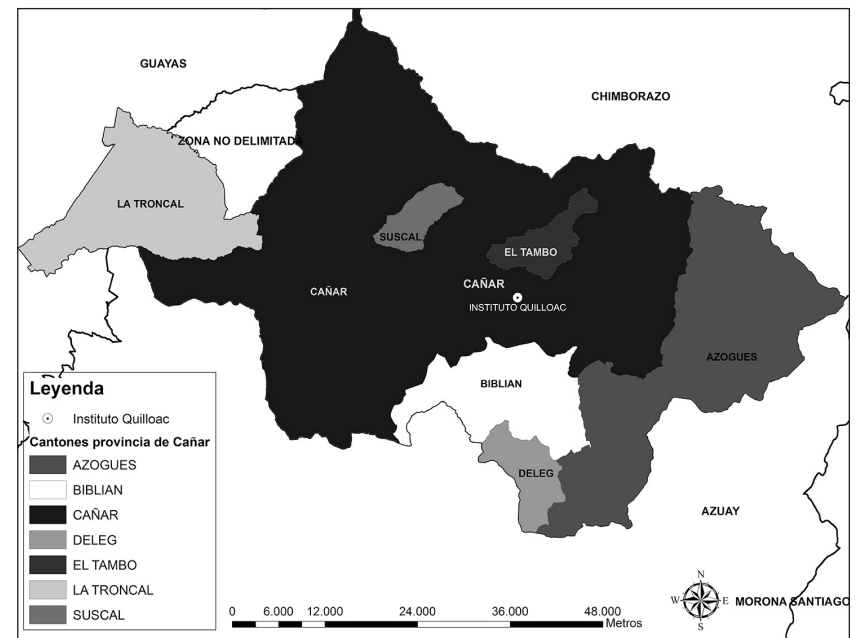 GUAYAS
CHIMBORAZO
ZONA NO DELIMITADA
LA TRONCAL
SUSCAL
EL TAMBO
CAÑAR
CAÑAR
INSTITUTO QUILLOAC
AZOGUES
BIBLIAN
DELEG
AZUAY
MORONA SANTIAGO
Leyenda
Instituto Quilloac
Cantones provincia de Cañar
AZOGUES
BIBLIAN
CAÑAR
DELEG
EL TAMBO
LA TRONCAL
SUSCAL
0 6.000 12.000 24.000 36.000 48.000
Metros
N
W E
S